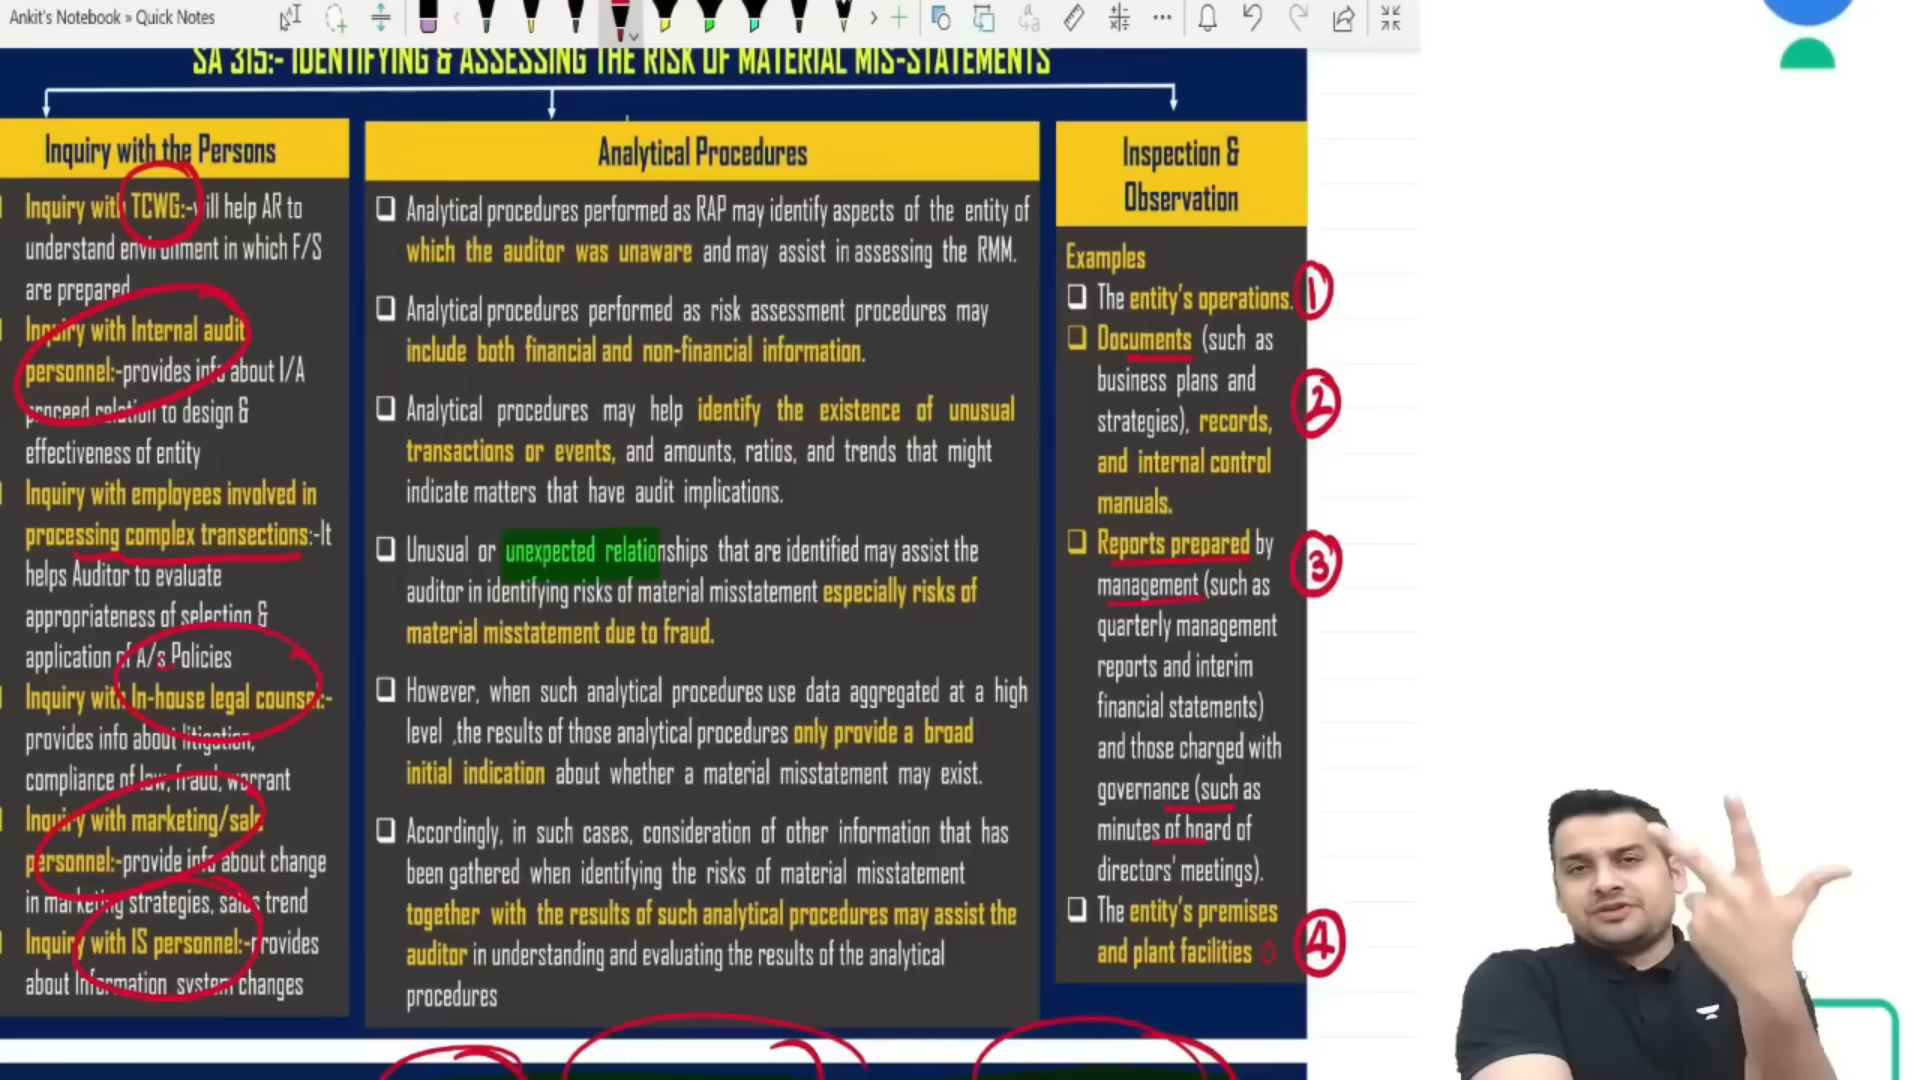 Ankit's Notebook » Quick Notes
SA 315:- IDENTIFYING & ASSESSING THE RISK OF MATERIAL MIS-STATEMENTS
Inquiry with the Persons
Inquiry with TCWG:-will help AR to
understand environment in which F/S
are prepared
Inquiry with Internal audit
personnel:-provides info about I/A
proceed relation to design &
effectiveness of entity
Inquiry with employees involved in
processing complex transections:-It
helps Auditor to evaluate
appropriateness of selection &
application of A/s Policies
Inquiry with In-house legal counsel:-
provides info about litigation,
compliance of law, fraud, warrant
Inquiry with marketing/sale
personnel:-provide info about change
in marketing strategies, sales trend
Inquiry with IS personnel:-provides
about Information system changes
Analytical Procedures
Analytical procedures performed as RAP may identify aspects of the entity of
which the auditor was unaware and may assist in assessing the RMM.
Analytical procedures performed as risk assessment procedures may
include both financial and non-financial information.
Analytical procedures may help identify the existence of unusual
transactions or events, and amounts, ratios, and trends that might
indicate matters that have audit implications.
Unusual or unexpected relationships that are identified may assist the
auditor in identifying risks of material misstatement especially risks of
material misstatement due to fraud.
However, when such analytical procedures use data aggregated at a high
level ,the results of those analytical procedures only provide a broad
initial indication about whether a material misstatement may exist.
Accordingly, in such cases, consideration of other information that has
been gathered when identifying the risks of material misstatement
together with the results of such analytical procedures may assist the
auditor in understanding and evaluating the results of the analytical
procedures
Inspection &
Observation
Examples
The entity's operations. 1
Documents (such as
business plans and
2
strategies), records,
and internal control
manuals.
Reports prepared by
3
management (such as
quarterly management
reports and interim
financial statements)
and those charged with
governance (such as
minutes of board of
directors' meetings).
The entity's premises
and plant facilities 4